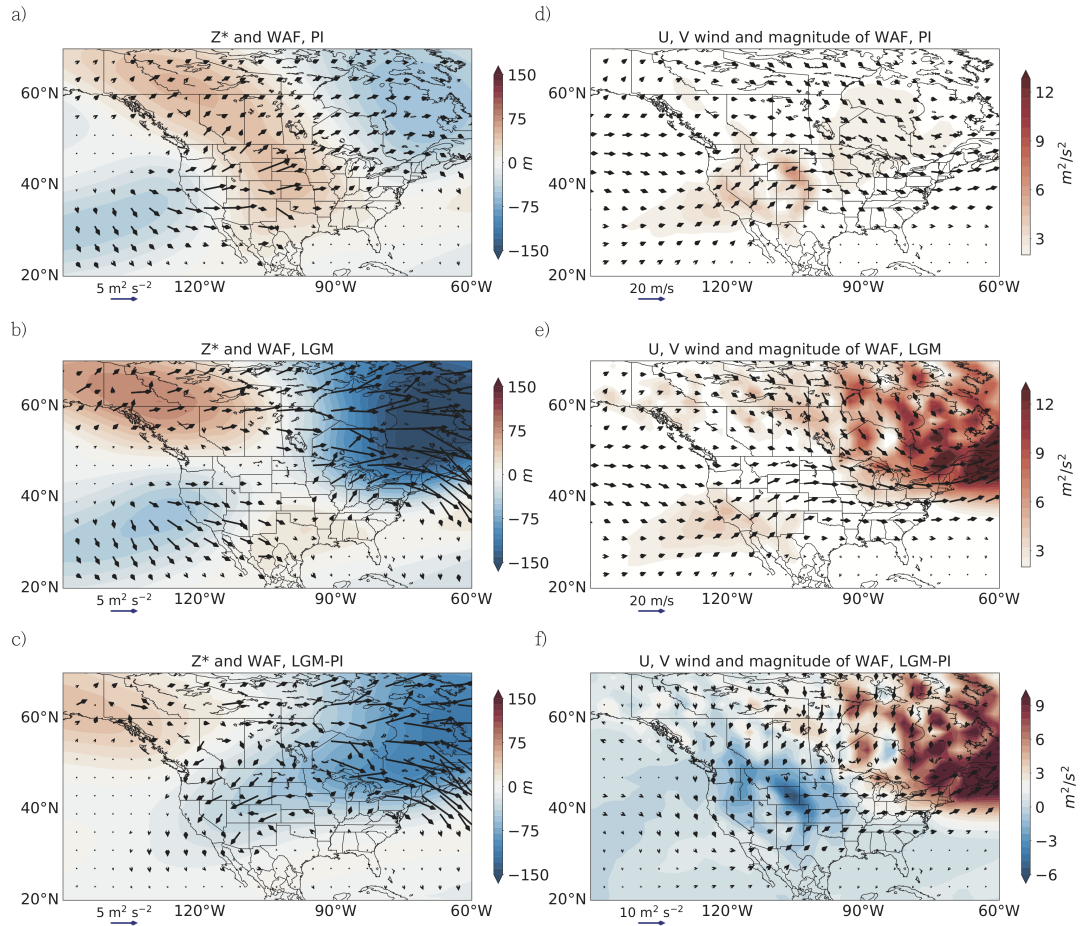 a)
Z* and WAF, PI
60°N
40°N
20°N
120°W
90°W
60°W
5 m² s⁻²
150
75
0
−75
−150
m
d)
U, V wind and magnitude of WAF, PI
60°N
40°N
20°N
120°W
90°W
60°W
20 m/s
12
9
6
3
m²/s²
b)
Z* and WAF, LGM
60°N
40°N
20°N
120°W
90°W
60°W
5 m² s⁻²
150
75
0
−75
−150
m
e)
U, V wind and magnitude of WAF, LGM
60°N
40°N
20°N
120°W
90°W
60°W
20 m/s
12
9
6
3
m²/s²
c)
Z* and WAF, LGM-PI
60°N
40°N
20°N
120°W
90°W
60°W
5 m² s⁻²
150
75
0
−75
−150
m
f)
U, V wind and magnitude of WAF, LGM-PI
60°N
40°N
20°N
120°W
90°W
60°W
10 m² s⁻²
9
6
3
0
−3
−6
m²/s²